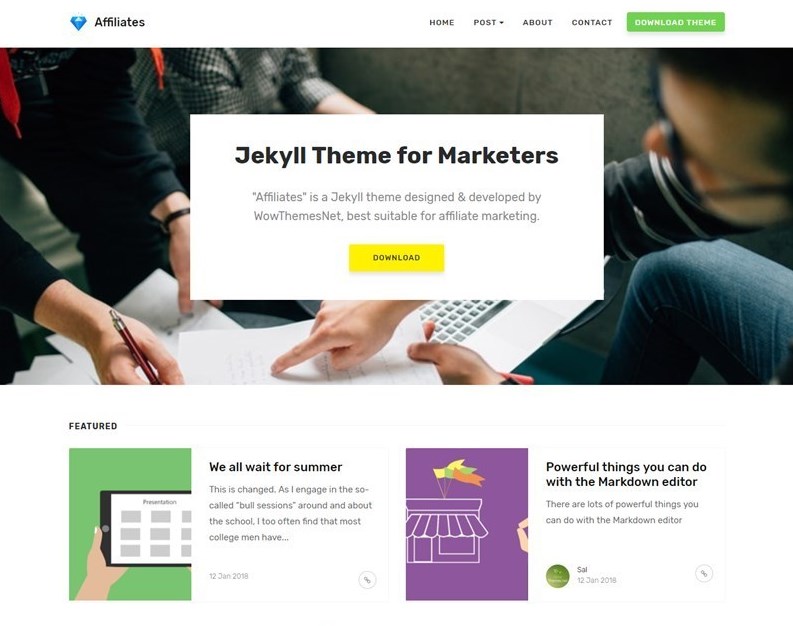 Affiliates
HOME
POST
ABOUT
CONTACT
DOWNLOAD THEME
Jekyll Theme for Marketers
"Affiliates" is a Jekyll theme designed & developed by
WowThemesNet, best suitable for affiliate marketing.
DOWNLOAD
FEATURED
Presentation
We all wait for summer
This is changed. As I engage in the so-
called "bull sessions" around and about
the school, I too often find that most
college men have...
12 Jan 2018
Powerful things you can do
with the Markdown editor
There are lots of powerful things you
can do with the Markdown editor
Sal
12 Jan 2018